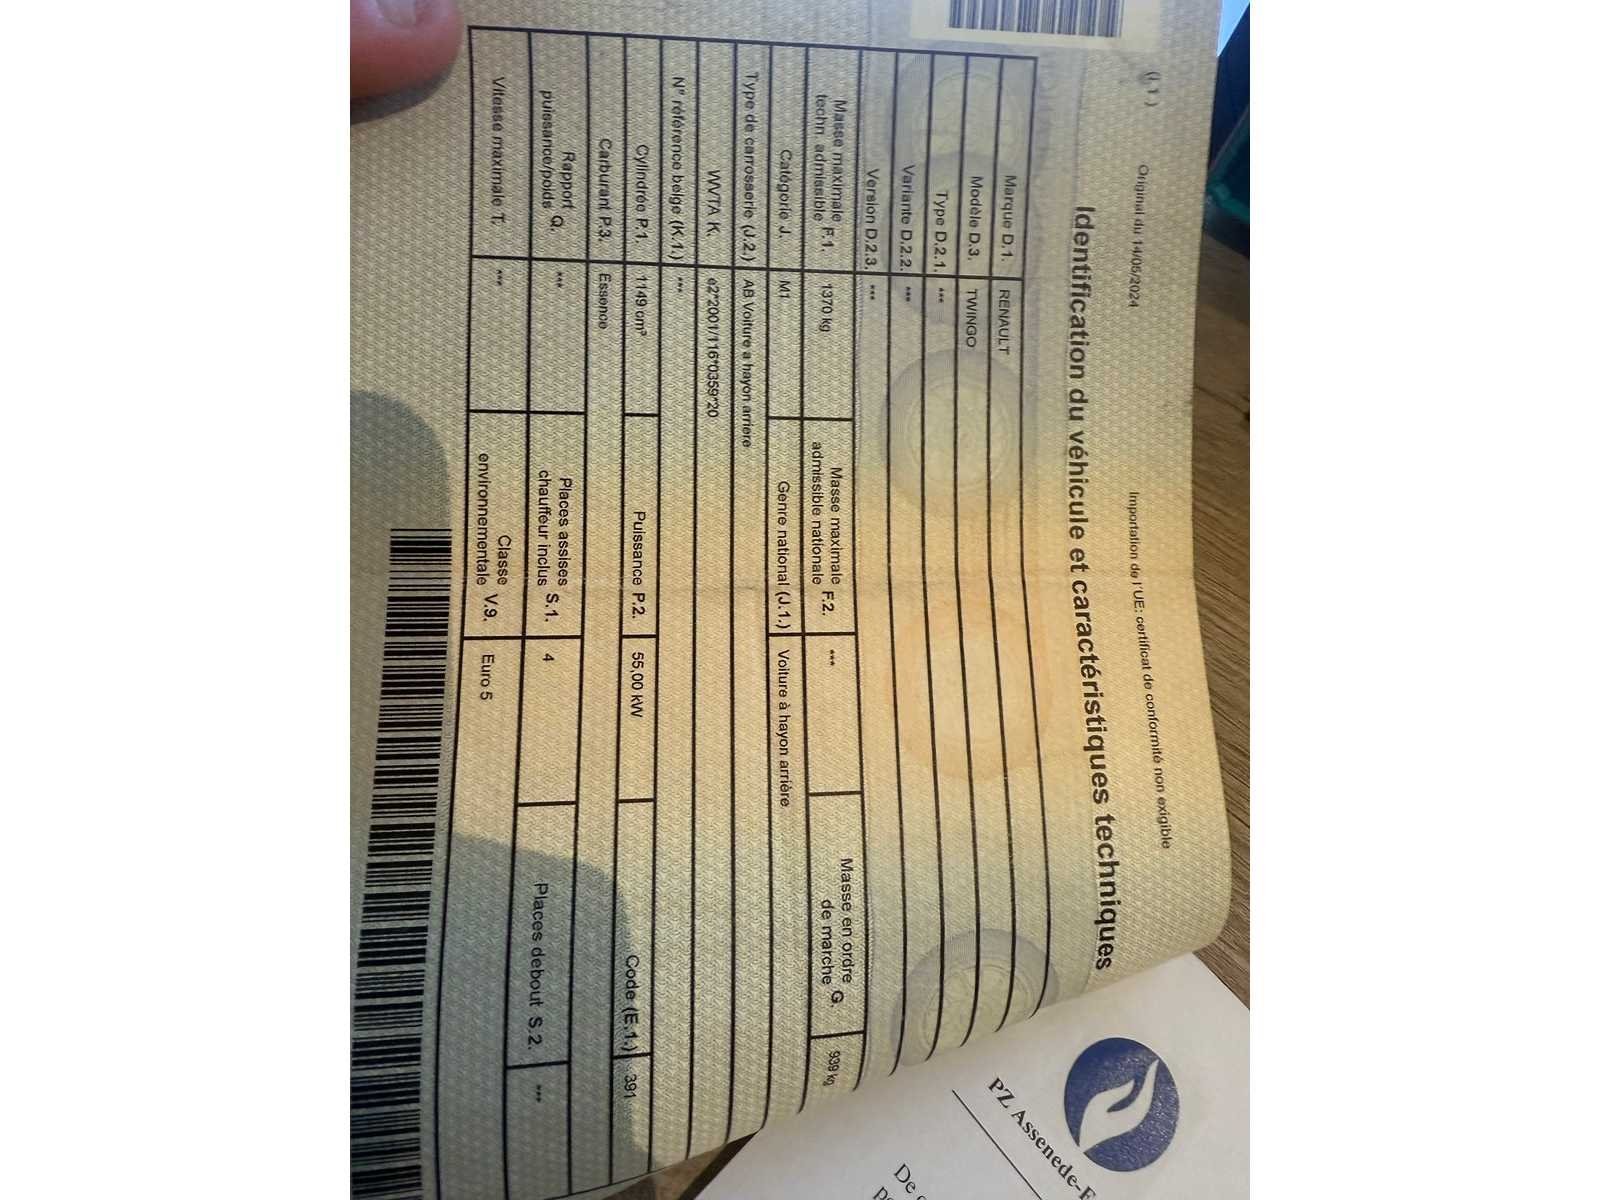 (I.1)
Original du 14/05/2024
Importation de l'UE: certificat de conformité non exigible
Identification du véhicule et caractéristiques techniques
Marque D.1. RENAULT
Modèle D.3. TWINGO
Type D.2.1. ***
Variante D.2.2. ***
Version D.2.3. ***
Masse maximale techn. admissible F.1. 1370 kg Masse maximale admissible nationale F.2. *** Masse en ordre de marche G. 939 kg
Catégorie J. M1 Genre national (J.1.) Voiture à hayon arrière
Type de carrosserie (J.2.) AB Voiture a hayon arriere
WVTA K. e2*2001/116*0359*20
N° référence belge (K.1.) ***
Cylindrée P.1. 1149 cm³ Puissance P.2. 55,00 kW Code (E.1.) 391
Carburant P.3. Essence
Rapport puissance/poids Q. *** Places assises chauffeur inclus S.1. 4 Places debout S.2. ***
Vitesse maximale T. *** Classe environnementale V.9. Euro 5
PZ Assenede-E
De